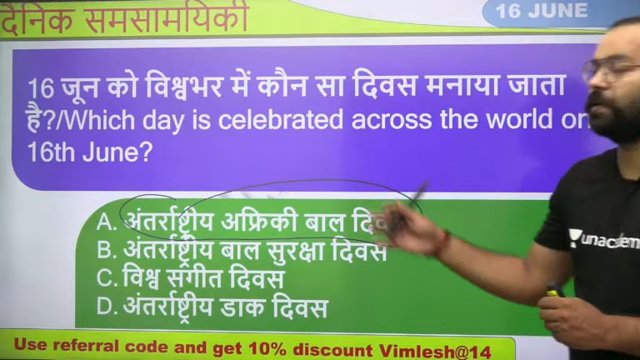 दैनिक समसामयिकी
16 JUNE
16 जून को विश्वभर में कौन सा दिवस मनाया जाता
है?/Which day is celebrated across the world on
16th June?
A. अंतर्राष्ट्रीय अफ्रिकी बाल
B. अंतर्राष्ट्रीय बाल सुरक्षा दिवस
C. विश्व संगीत दिवस
D. अंतर्राष्ट्रीय डाक दिवस
Use referral code and get 10% discount Vimlesh@14